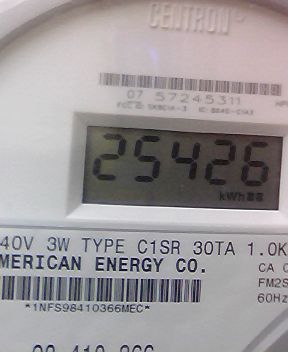 CENTRON®
07 57245311
25426
kWh
40V 3W TYPE C1SR 30TA 1.0K
MERICAN ENERGY CO.
CA
FM2S
60Hz
*1NFS98410366MEC*